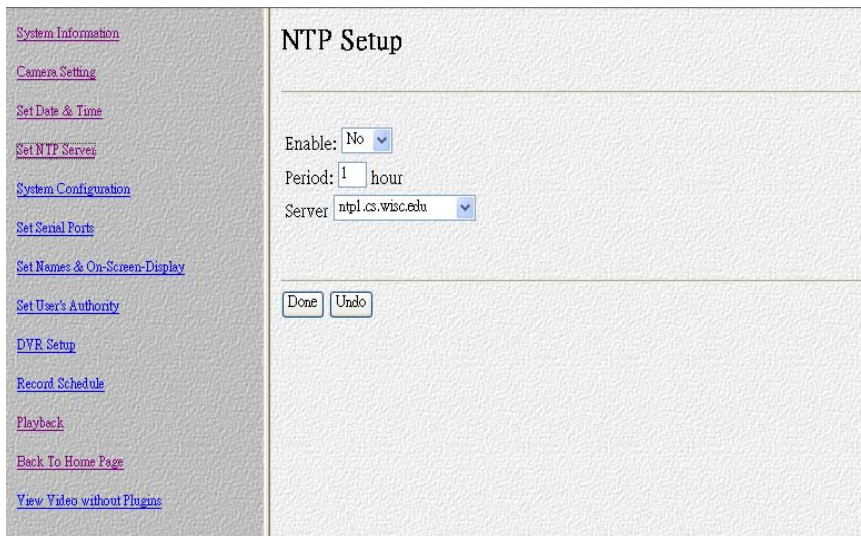 System Information
Camera Setting
Set Date & Time
Set NTP Server
System Configuration
Set Serial Ports
Set Names & On-Screen-Display
Set User's Authority
DVR Setup
Record Schedule
Playback
Back To Home Page
View Video without Plugins
NTP Setup
Enable: No
Period: 1 hour
Server ntp1.cs.wisc.edu
Done Undo